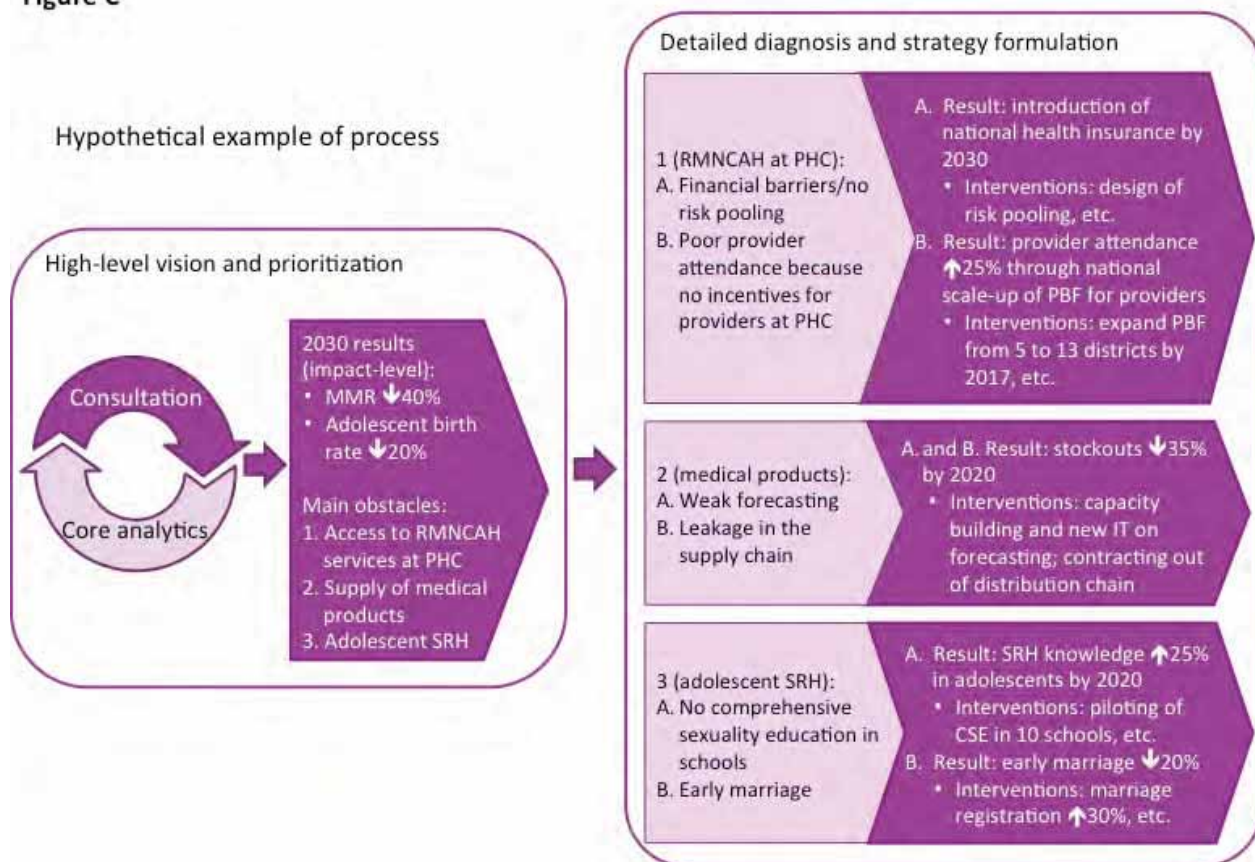 Figure C
Hypothetical example of process
High-level vision and prioritization
Consultation
Core analytics
2030 results
(impact-level):
• MMR ↓40%
• Adolescent birth
rate ↓20%
Main obstacles:
1. Access to RMNCAH
services at PHC
2. Supply of medical
products
3. Adolescent SRH
Detailed diagnosis and strategy formulation
1 (RMNCAH at PHC):
A. Financial barriers/no
risk pooling
B. Poor provider
attendance because
no incentives for
providers at PHC
A. Result: introduction of
national health insurance by
2030
• Interventions: design of
risk pooling, etc.
B. Result: provider attendance
↑25% through national
scale-up of PBF for providers
• Interventions: expand PBF
from 5 to 13 districts by
2017, etc.
2 (medical products):
A. Weak forecasting
B. Leakage in the
supply chain
A. and B. Result: stockouts ↓35%
by 2020
• Interventions: capacity
building and new IT on
forecasting; contracting out
of distribution chain
3 (adolescent SRH):
A. No comprehensive
sexuality education in
schools
B. Early marriage
A. Result: SRH knowledge ↑25%
in adolescents by 2020
• Interventions: piloting of
CSE in 10 schools, etc.
B. Result: early marriage ↓20%
• Interventions: marriage
registration ↑30%, etc.